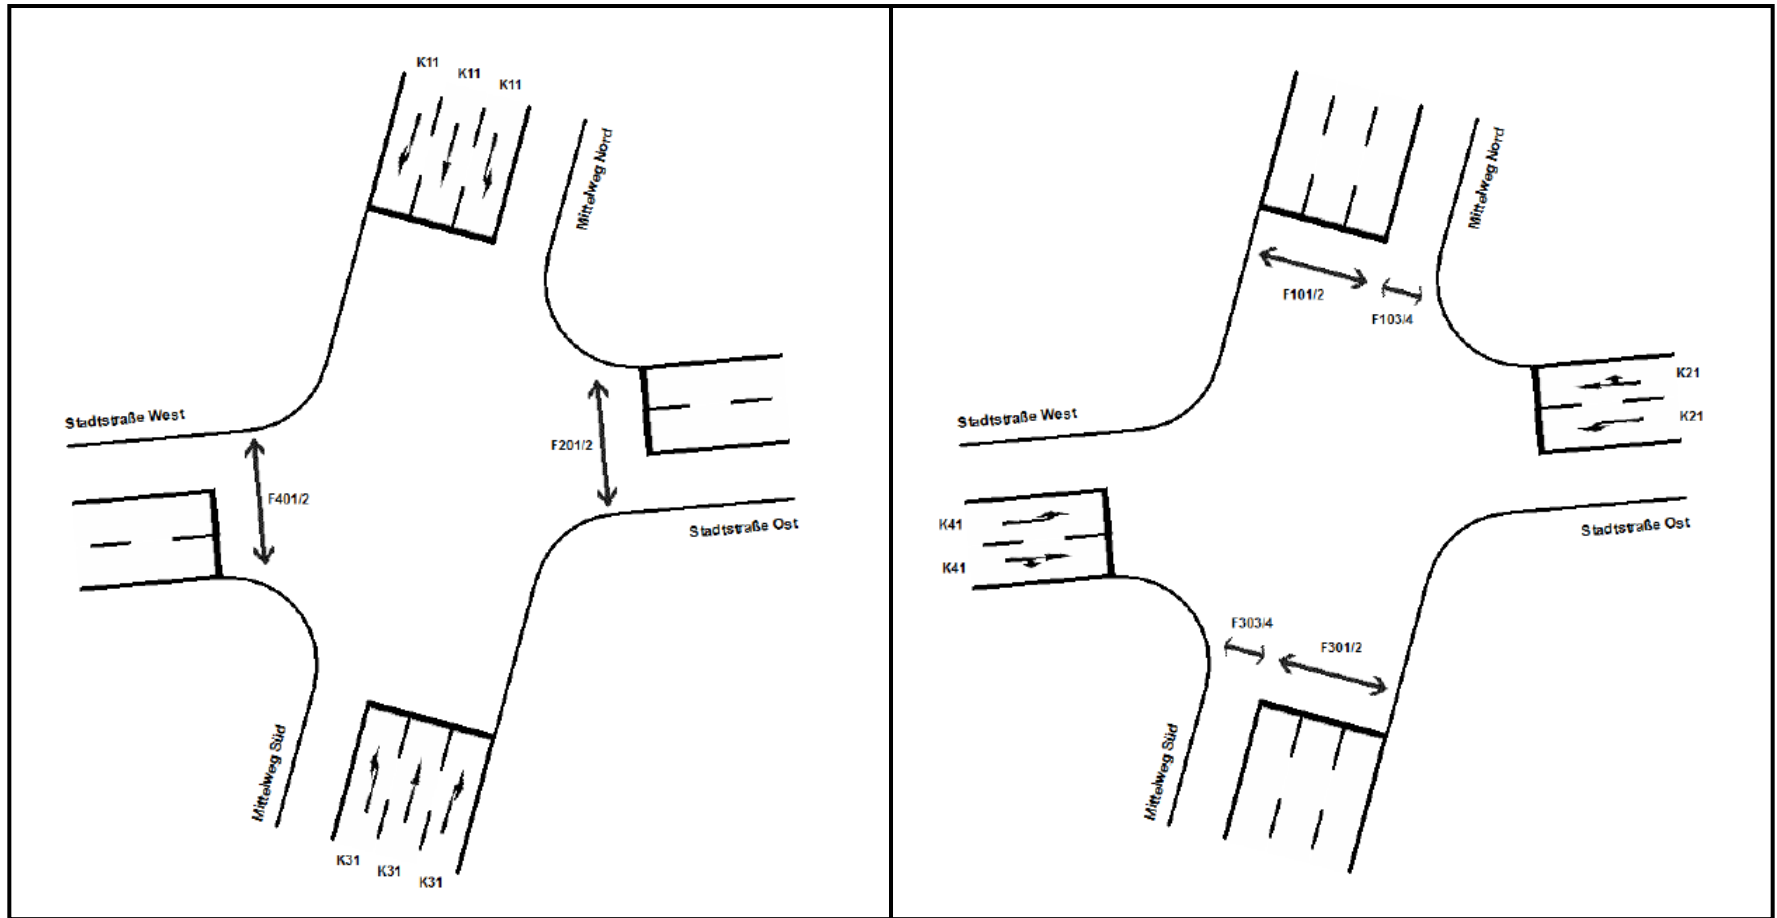 K11
K11
K11
Mittelweg Nord
Stadtstraße West
F201/2
F401/2
Stadtstraße Ost
Mittelweg Süd
K31
K31
K31
Mittelweg Nord
F101/2
F103/4
K21
K21
Stadtstraße West
K41
K41
Stadtstraße Ost
F303/4
F301/2
Mittelweg Süd